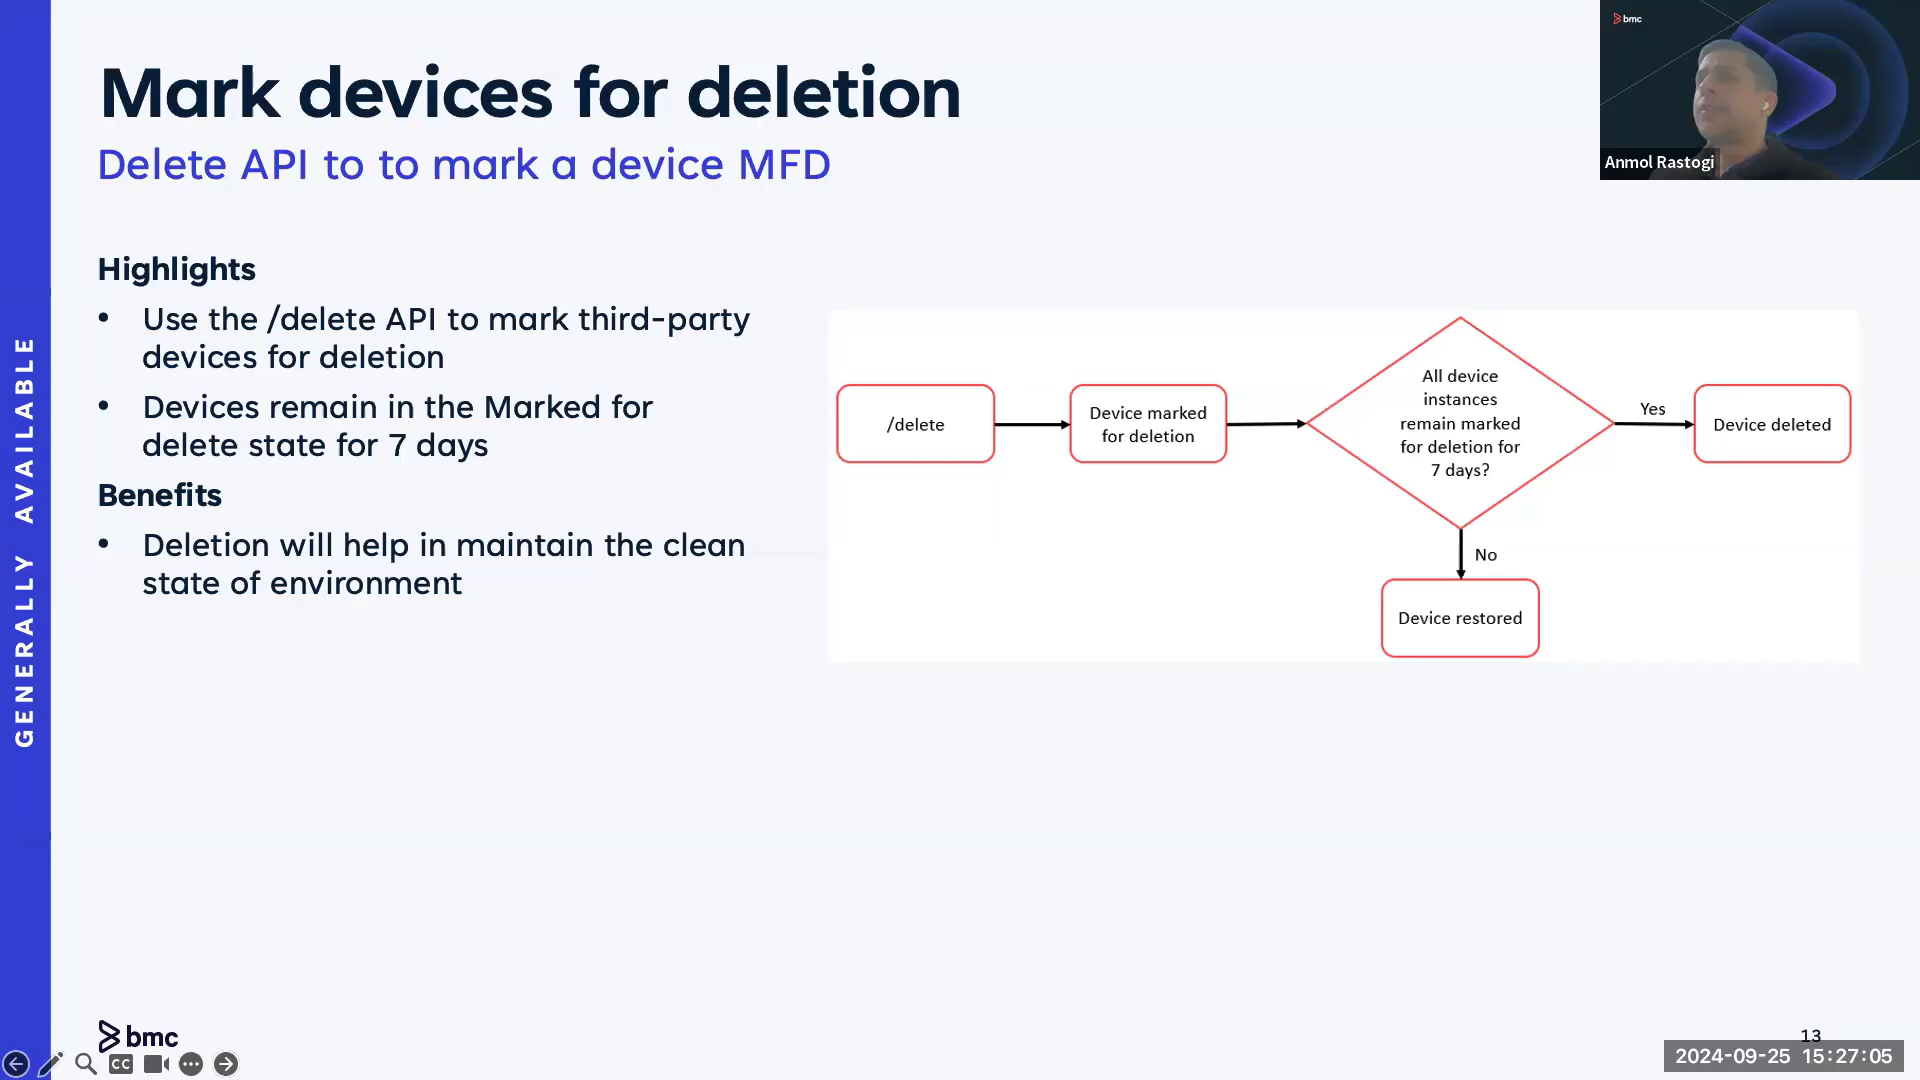 Mark devices for deletion
Delete API to to mark a device MFD
bmc
Anmol Rastogi
GENERALLY AVAILABLE
Highlights
• Use the /delete API to mark third-party
devices for deletion
• Devices remain in the Marked for
delete state for 7 days
Benefits
• Deletion will help in maintain the clean
state of environment
/delete
Device marked
for deletion
All device
instances
remain marked
for deletion for
7 days?
Yes
Device deleted
No
Device restored
bmc
13
CC
2024-09-25 15:27:05